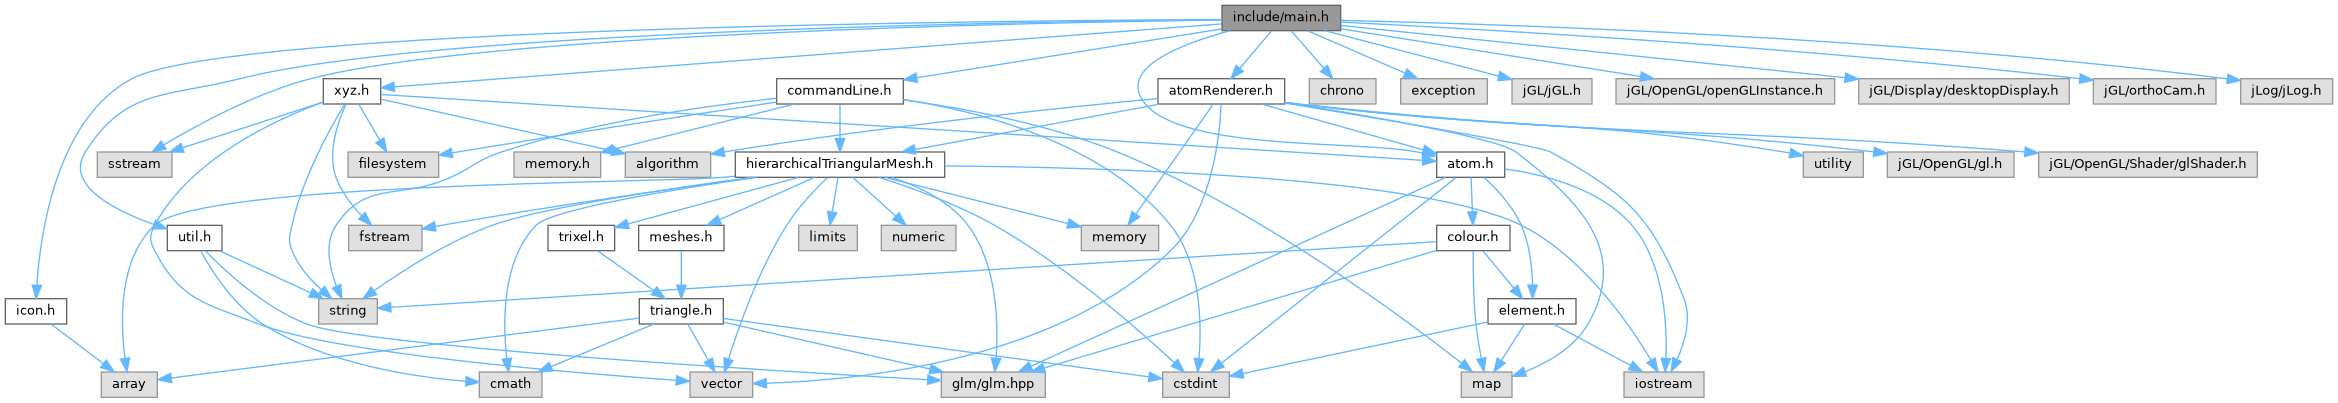 include/main.h
xyz.h
commandLine.h
atomRenderer.h
chrono
exception
jGL/jGL.h
jGL/OpenGL/openGLInstance.h
jGL/Display/desktopDisplay.h
jGL/orthoCam.h
jLog/jLog.h
sstream
filesystem
memory.h
algorithm
hierarchicalTriangularMesh.h
atom.h
utility
jGL/OpenGL/gl.h
jGL/OpenGL/Shader/glShader.h
util.h
fstream
trixel.h
meshes.h
limits
numeric
memory
colour.h
icon.h
string
triangle.h
element.h
array
cmath
vector
glm/glm.hpp
cstdint
map
iostream